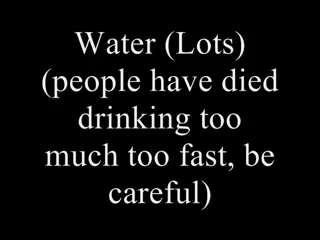 Water (Lots)
(people have died
drinking too
much too fast, be
careful)